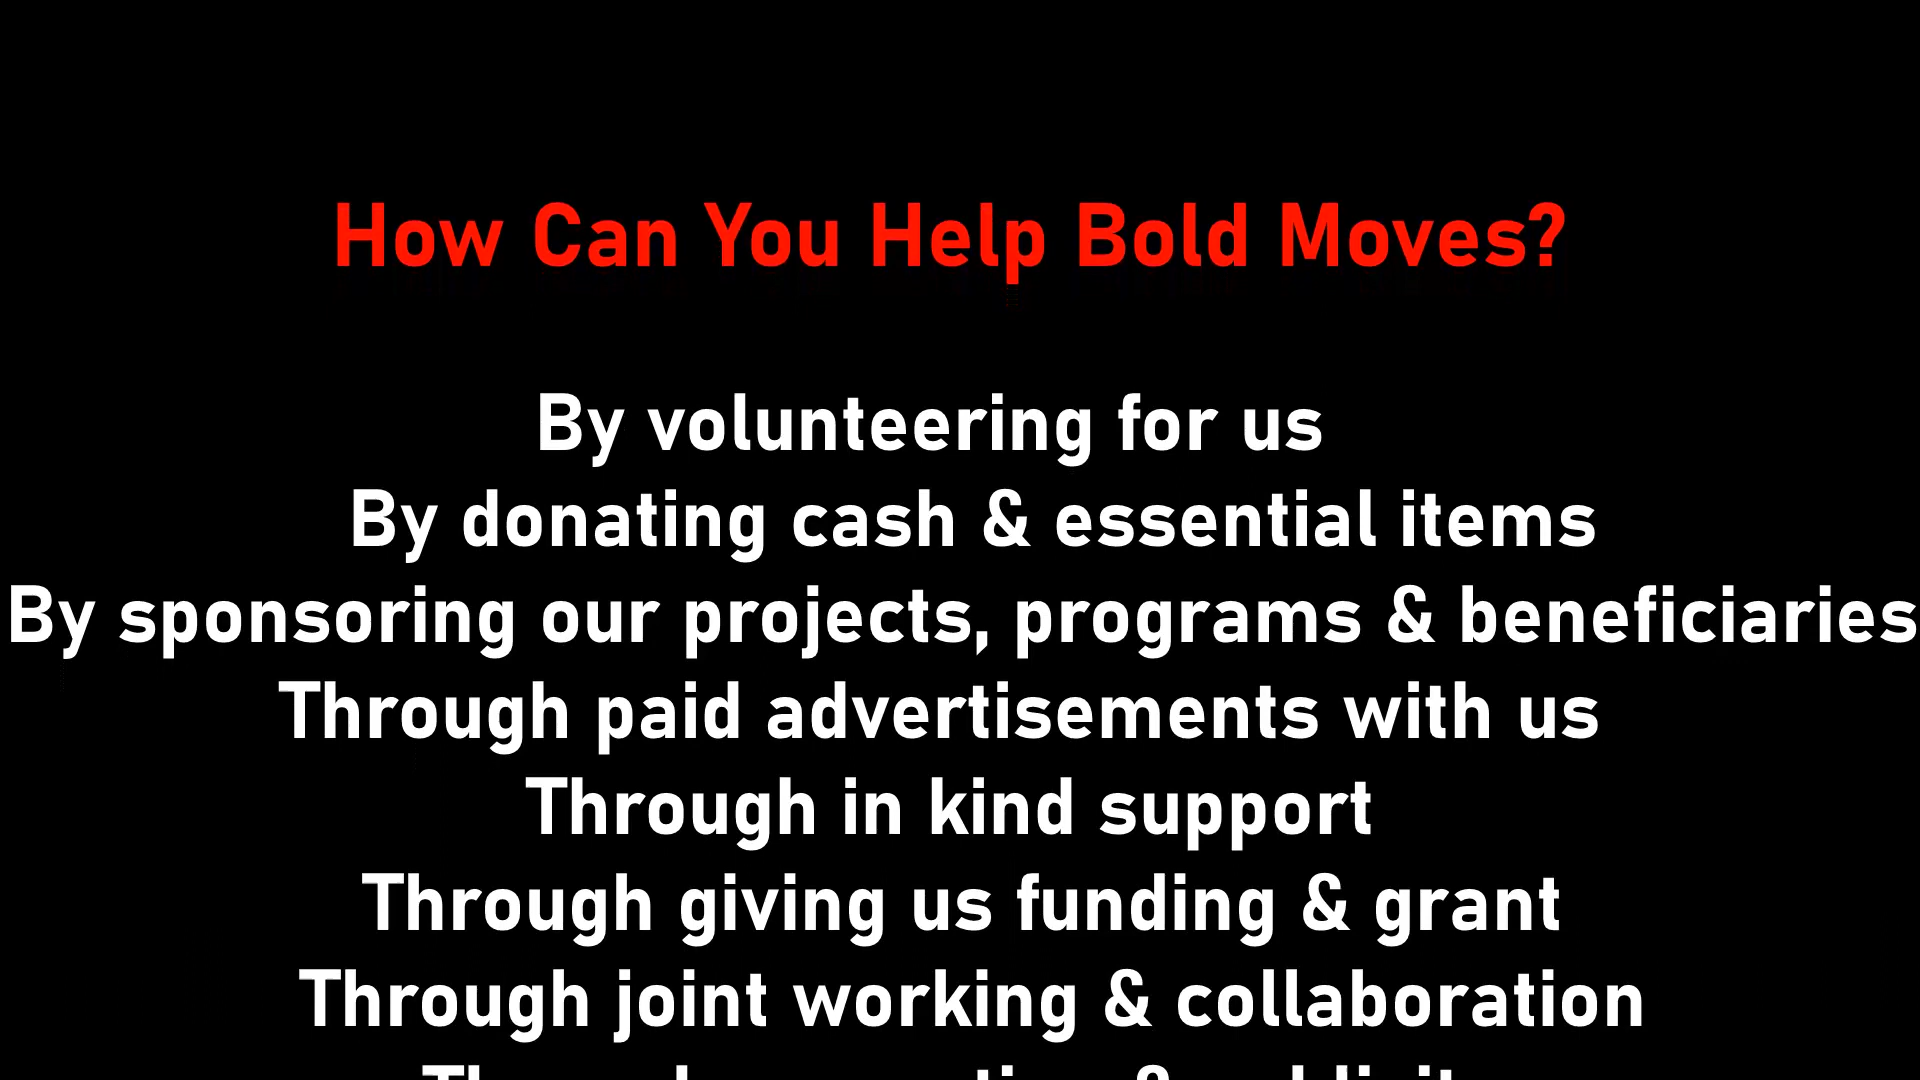 How Can You Help Bold Moves?
By volunteering for us
By donating cash & essential items
By sponsoring our projects, programs & beneficiaries
Through paid advertisements with us
Through in kind support
Through giving us funding & grant
Through joint working & collaboration